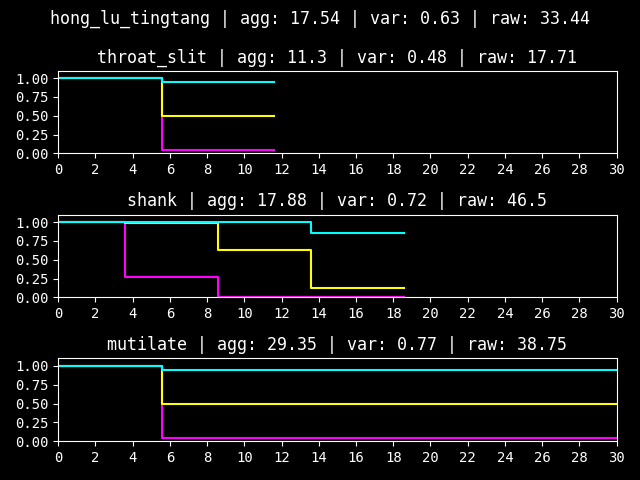 hong_lu_tingtang | agg: 17.54 | var: 0.63 | raw: 33.44
throat_slit | agg: 11.3 | var: 0.48 | raw: 17.71
1.00
0.75
0.50
0.25
0.00
0 2 4 6 8 10 12 14 16 18 20 22 24 26 28 30
shank | agg: 17.88 | var: 0.72 | raw: 46.5
1.00
0.75
0.50
0.25
0.00
0 2 4 6 8 10 12 14 16 18 20 22 24 26 28 30
mutilate | agg: 29.35 | var: 0.77 | raw: 38.75
1.00
0.75
0.50
0.25
0.00
0 2 4 6 8 10 12 14 16 18 20 22 24 26 28 30